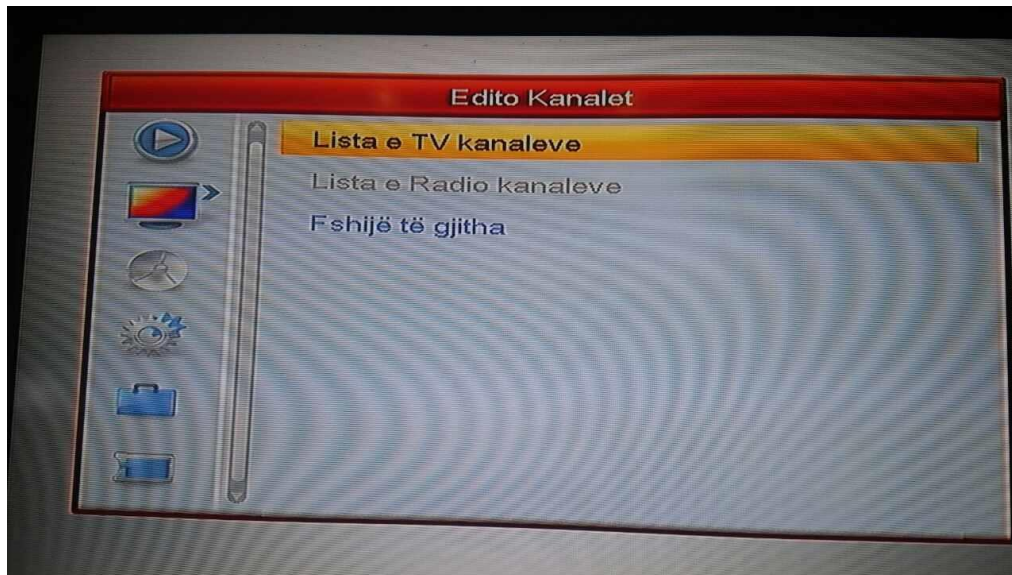 Edito Kanalet
Lista e TV kanaleve
Lista e Radio kanaleve
Fshijë të gjitha